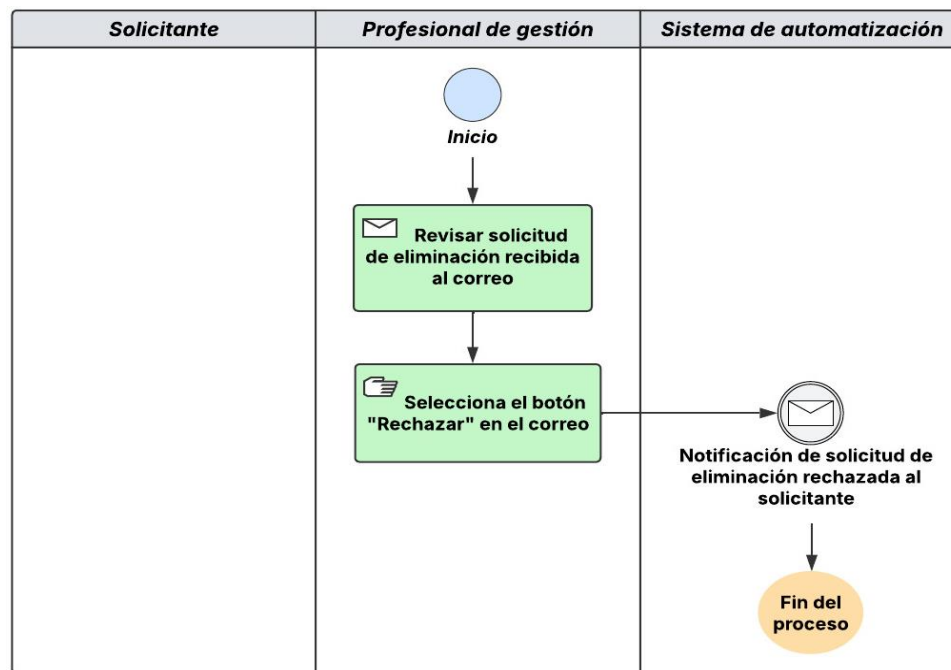 Solicitante
Profesional de gestión
Sistema de automatización
Inicio
Revisar solicitud
de eliminación recibida
al correo
Selecciona el botón
"Rechazar" en el correo
Notificación de solicitud de
eliminación rechazada al
solicitante
Fin del
proceso